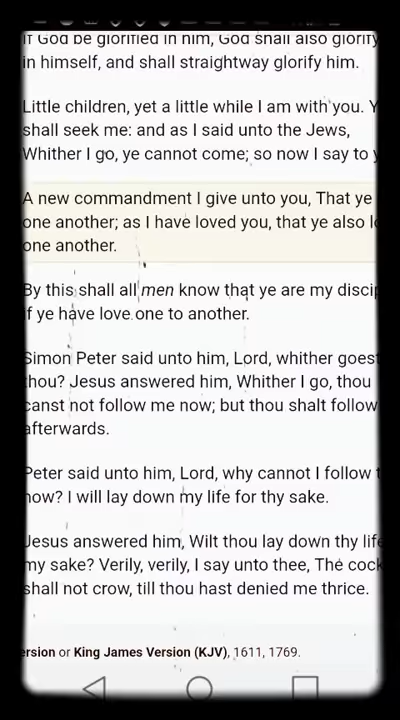 If God be glorified in him, God shall also glorify
in himself, and shall straightway glorify him.
Little children, yet a little while I am with you. Y
shall seek me: and as I said unto the Jews,
Whither I go, ye cannot come; so now I say to y
A new commandment I give unto you, That ye
one another; as I have loved you, that ye also lo
one another.
By this shall all men know that ye are my discip
if ye have love one to another.
Simon Peter said unto him, Lord, whither goest
thou? Jesus answered him, Whither I go, thou
canst not follow me now; but thou shalt follow
afterwards.
Peter said unto him, Lord, why cannot I follow t
now? I will lay down my life for thy sake.
Jesus answered him, Wilt thou lay down thy life
my sake? Verily, verily, I say unto thee, The cock
shall not crow, till thou hast denied me thrice.
ersion or King James Version (KJV), 1611, 1769.